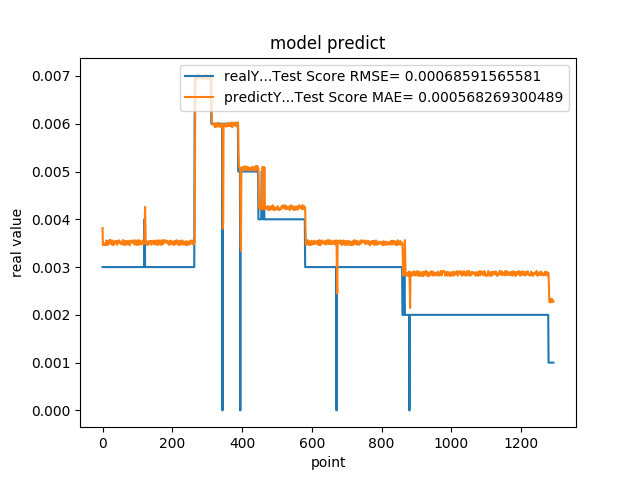 model predict
realY...Test Score RMSE= 0.00068591565581
predictY...Test Score MAE= 0.000568269300489
0.007
0.006
0.005
0.004
0.003
0.002
0.001
0.000
real value
0 200 400 600 800 1000 1200
point